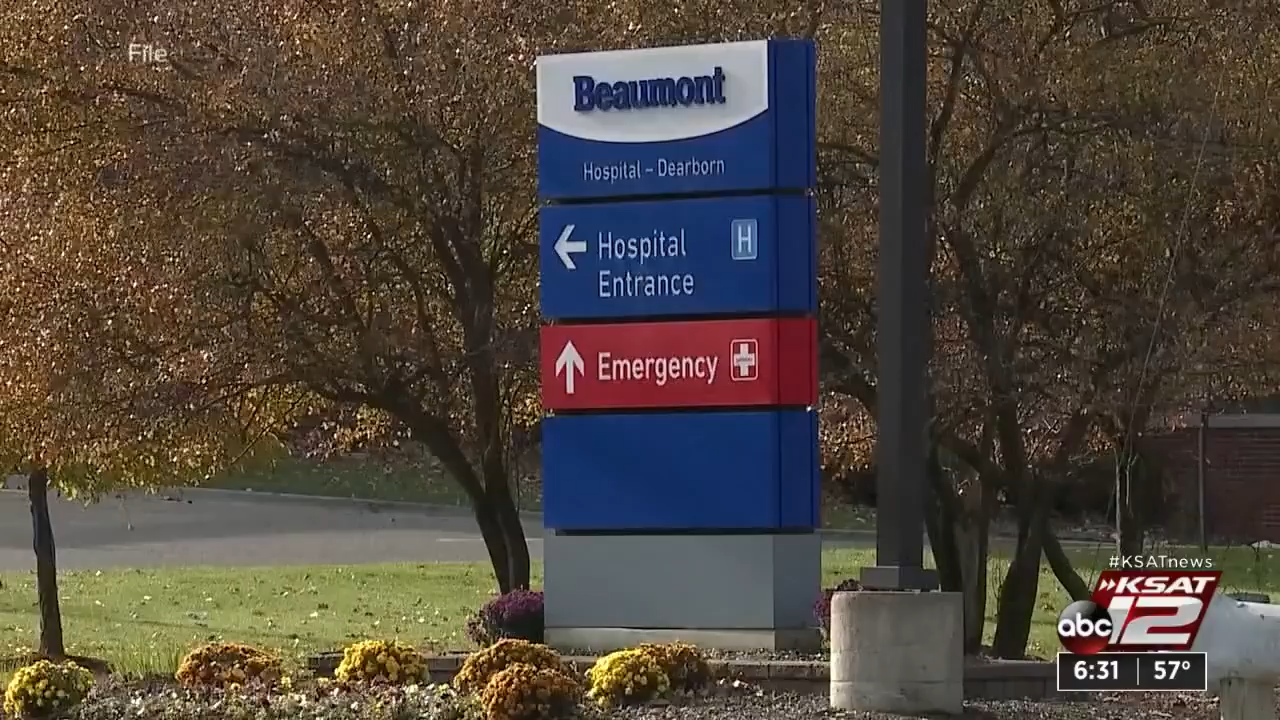 File
Beaumont
Hospital – Dearborn
Hospital
Entrance
H
Emergency
#KSATnews
KSAT
abc 12
6:31 57°